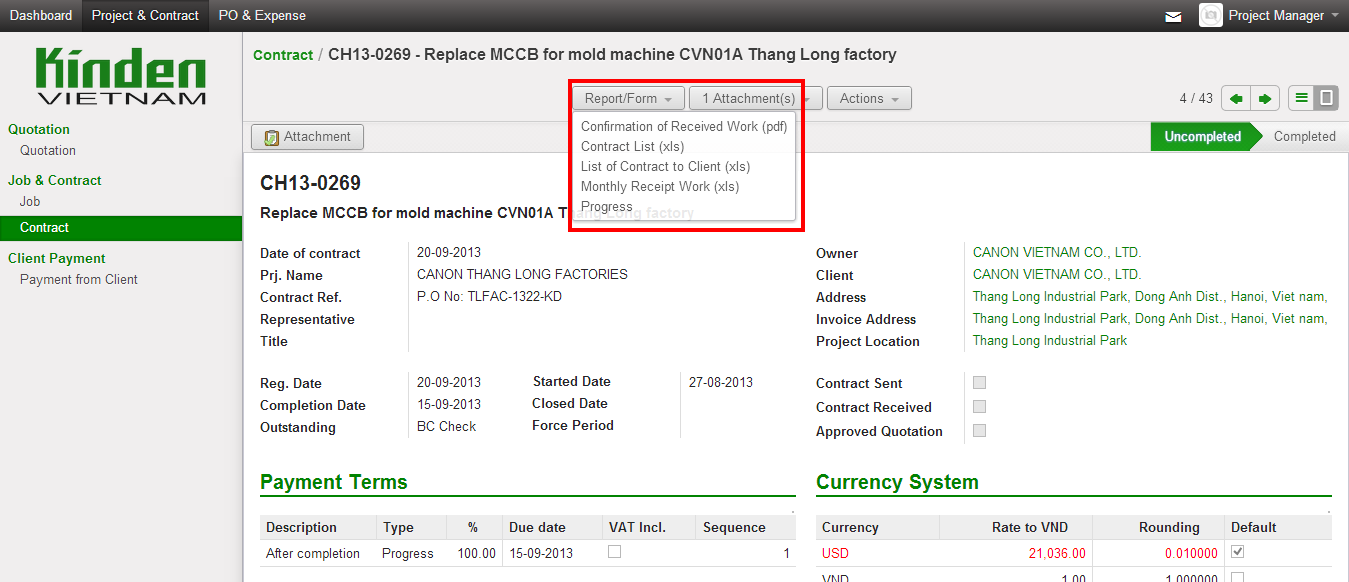 Dashboard Project & Contract PO & Expense Project Manager
Kinden
VIETNAM
Contract / CH13-0269 - Replace MCCB for mold machine CVN01A Thang Long factory
Report/Form 1 Attachment(s) Actions 4 / 43
Attachment Uncompleted Completed
Confirmation of Received Work (pdf)
Contract List (xls)
List of Contract to Client (xls)
Monthly Receipt Work (xls)
Progress
Quotation
Quotation
Job & Contract
Job
Contract
Client Payment
Payment from Client
CH13-0269
Replace MCCB for mold machine CVN01A Thang Long factory
Date of contract 20-09-2013
Prj. Name CANON THANG LONG FACTORIES
Contract Ref. P.O No: TLFAC-1322-KD
Representative
Title
Owner CANON VIETNAM CO., LTD.
Client CANON VIETNAM CO., LTD.
Address Thang Long Industrial Park, Dong Anh Dist., Hanoi, Viet nam,
Invoice Address Thang Long Industrial Park, Dong Anh Dist., Hanoi, Viet nam,
Project Location Thang Long Industrial Park
Reg. Date 20-09-2013 Started Date 27-08-2013
Completion Date 15-09-2013 Closed Date
Outstanding BC Check Force Period
Contract Sent
Contract Received
Approved Quotation
Payment Terms
Description Type % Due date VAT Incl. Sequence
After completion Progress 100.00 15-09-2013 1
Currency System
Currency Rate to VND Rounding Default
USD 21,036.00 0.010000
VND 1.00 1.000000